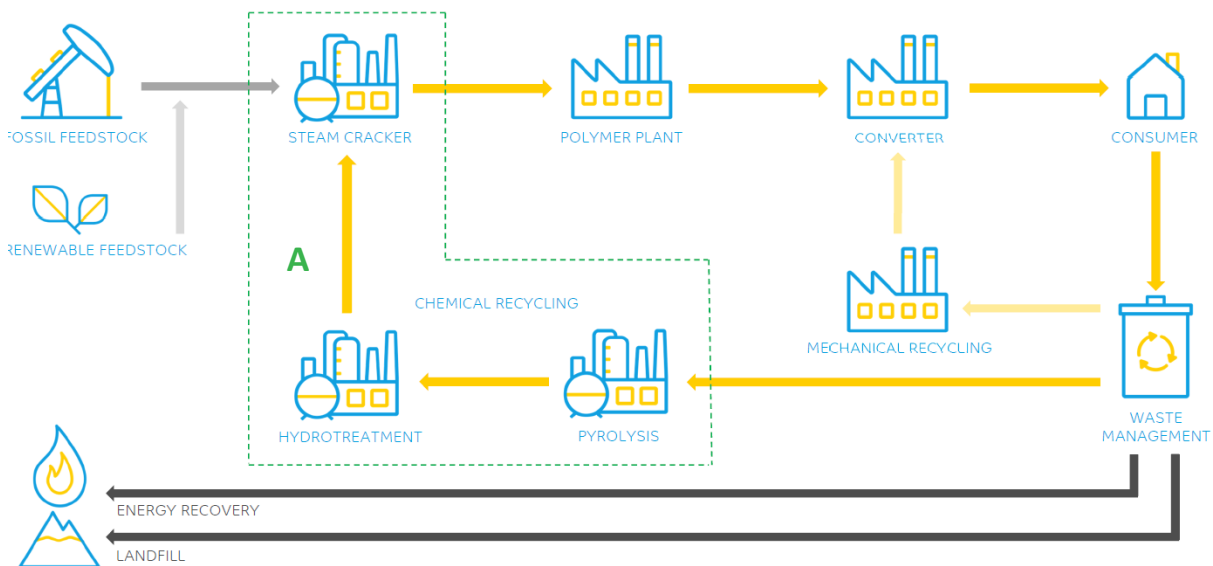 FOSSIL FEEDSTOCK
STEAM CRACKER
POLYMER PLANT
CONVERTER
CONSUMER
RENEWABLE FEEDSTOCK
A
CHEMICAL RECYCLING
MECHANICAL RECYCLING
HYDROTREATMENT
PYROLYSIS
WASTE
MANAGEMENT
ENERGY RECOVERY
LANDFILL